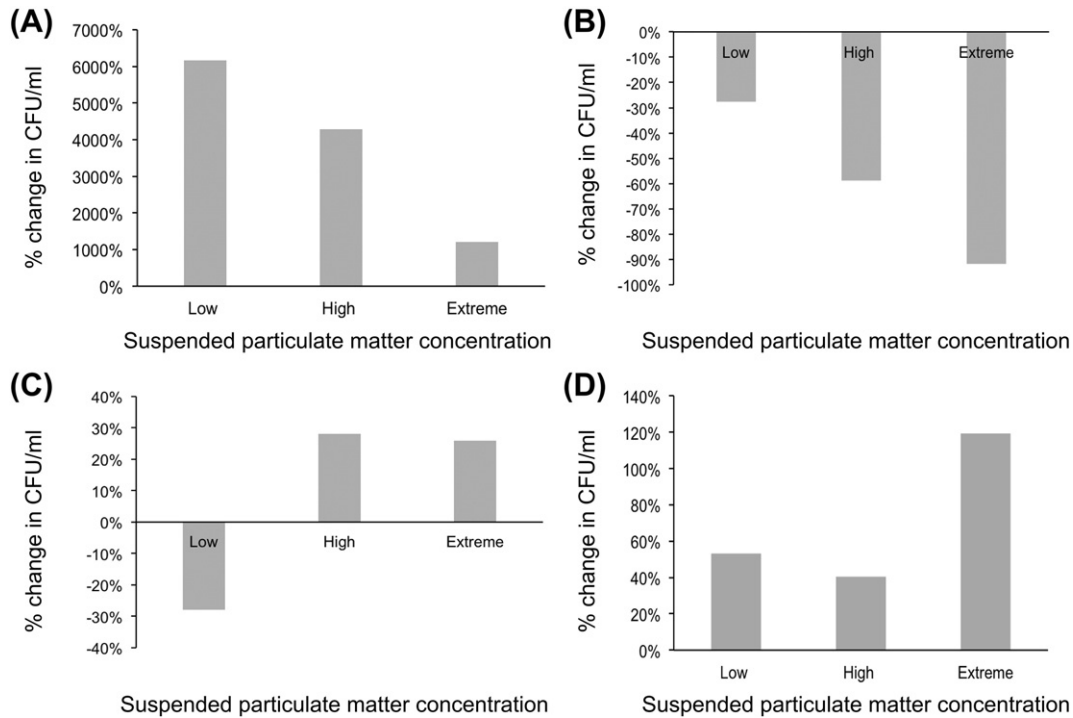 (A)
% change in CFU/ml
7000%
6000%
5000%
4000%
3000%
2000%
1000%
0%
Low High Extreme
Suspended particulate matter concentration
(B)
% change in CFU/ml
0%
-10%
-20%
-30%
-40%
-50%
-60%
-70%
-80%
-90%
-100%
Low High Extreme
Suspended particulate matter concentration
(C)
% change in CFU/ml
40%
30%
20%
10%
0%
-10%
-20%
-30%
-40%
Low High Extreme
Suspended particulate matter concentration
(D)
% change in CFU/ml
140%
120%
100%
80%
60%
40%
20%
0%
Low High Extreme
Suspended particulate matter concentration